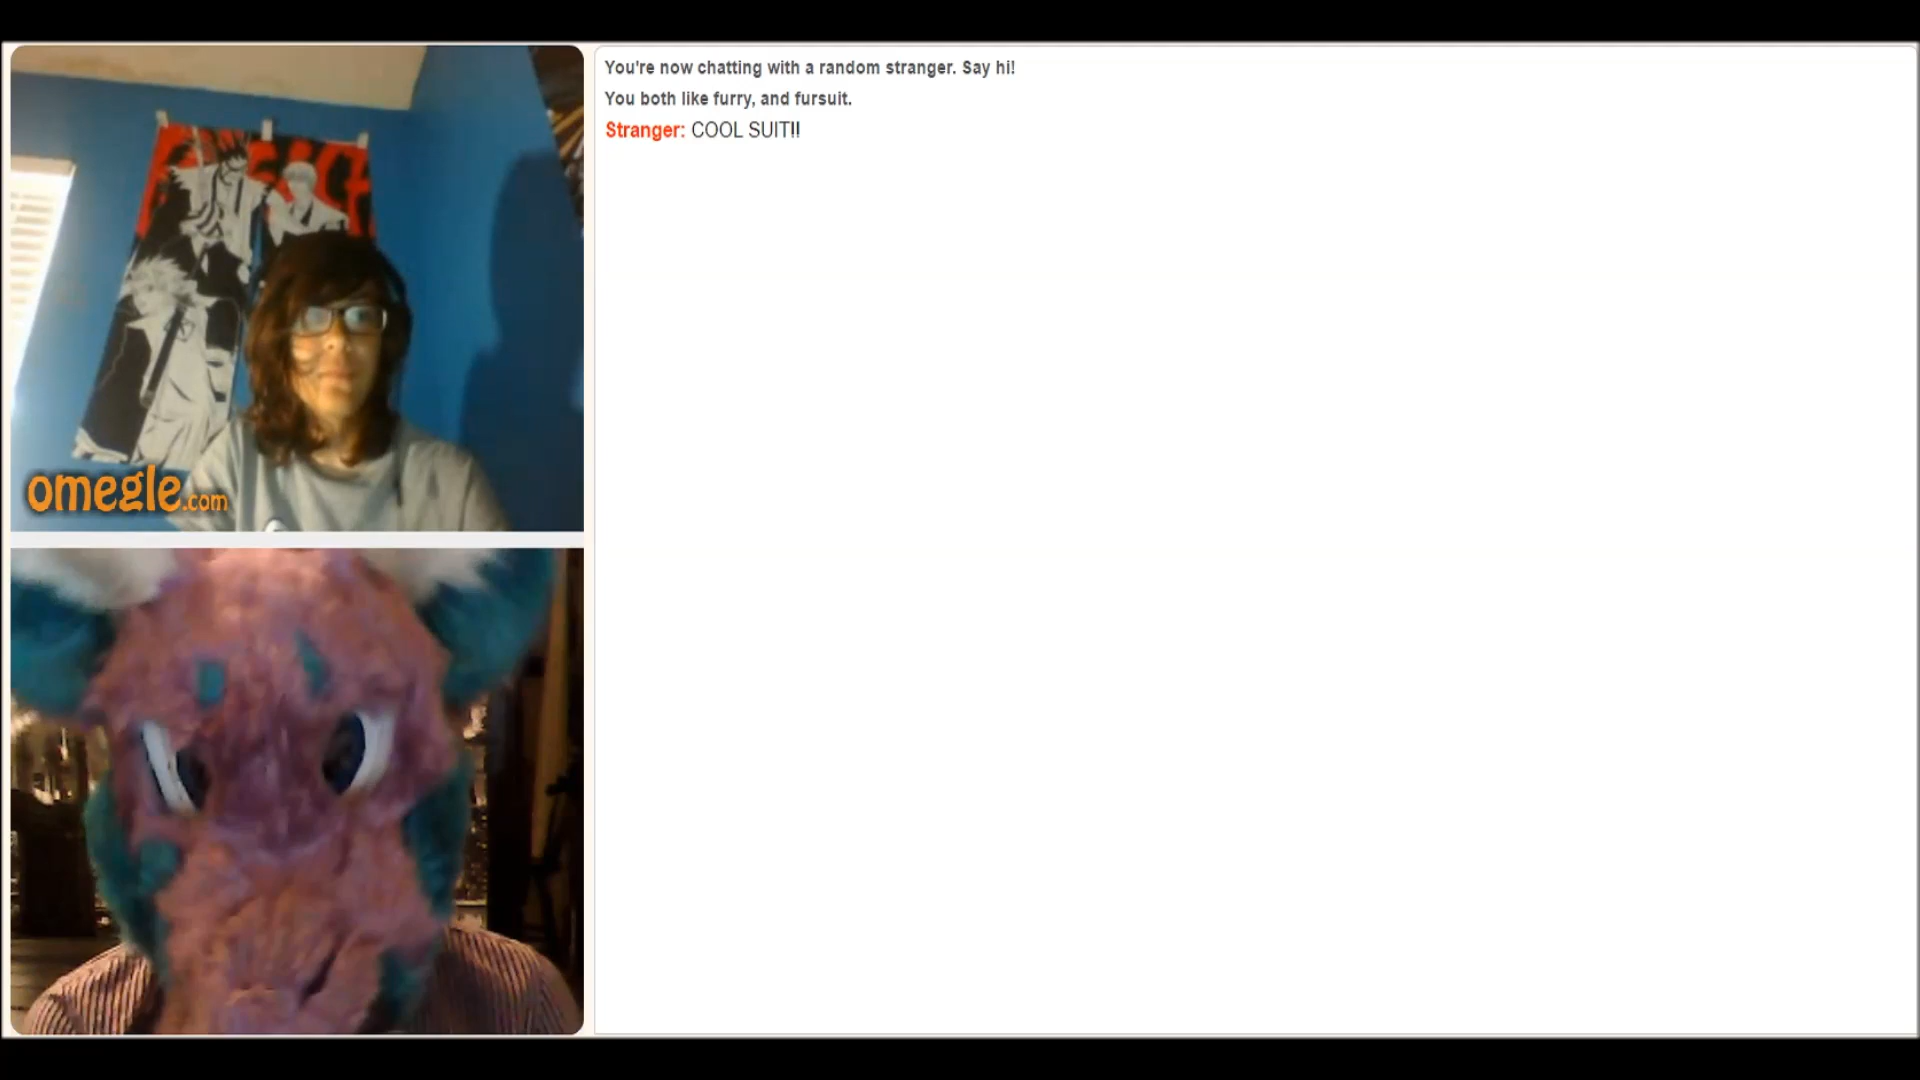 You're now chatting with a random stranger. Say hi!
You both like furry, and fursuit.
Stranger: COOL SUIT!!
omegle.com